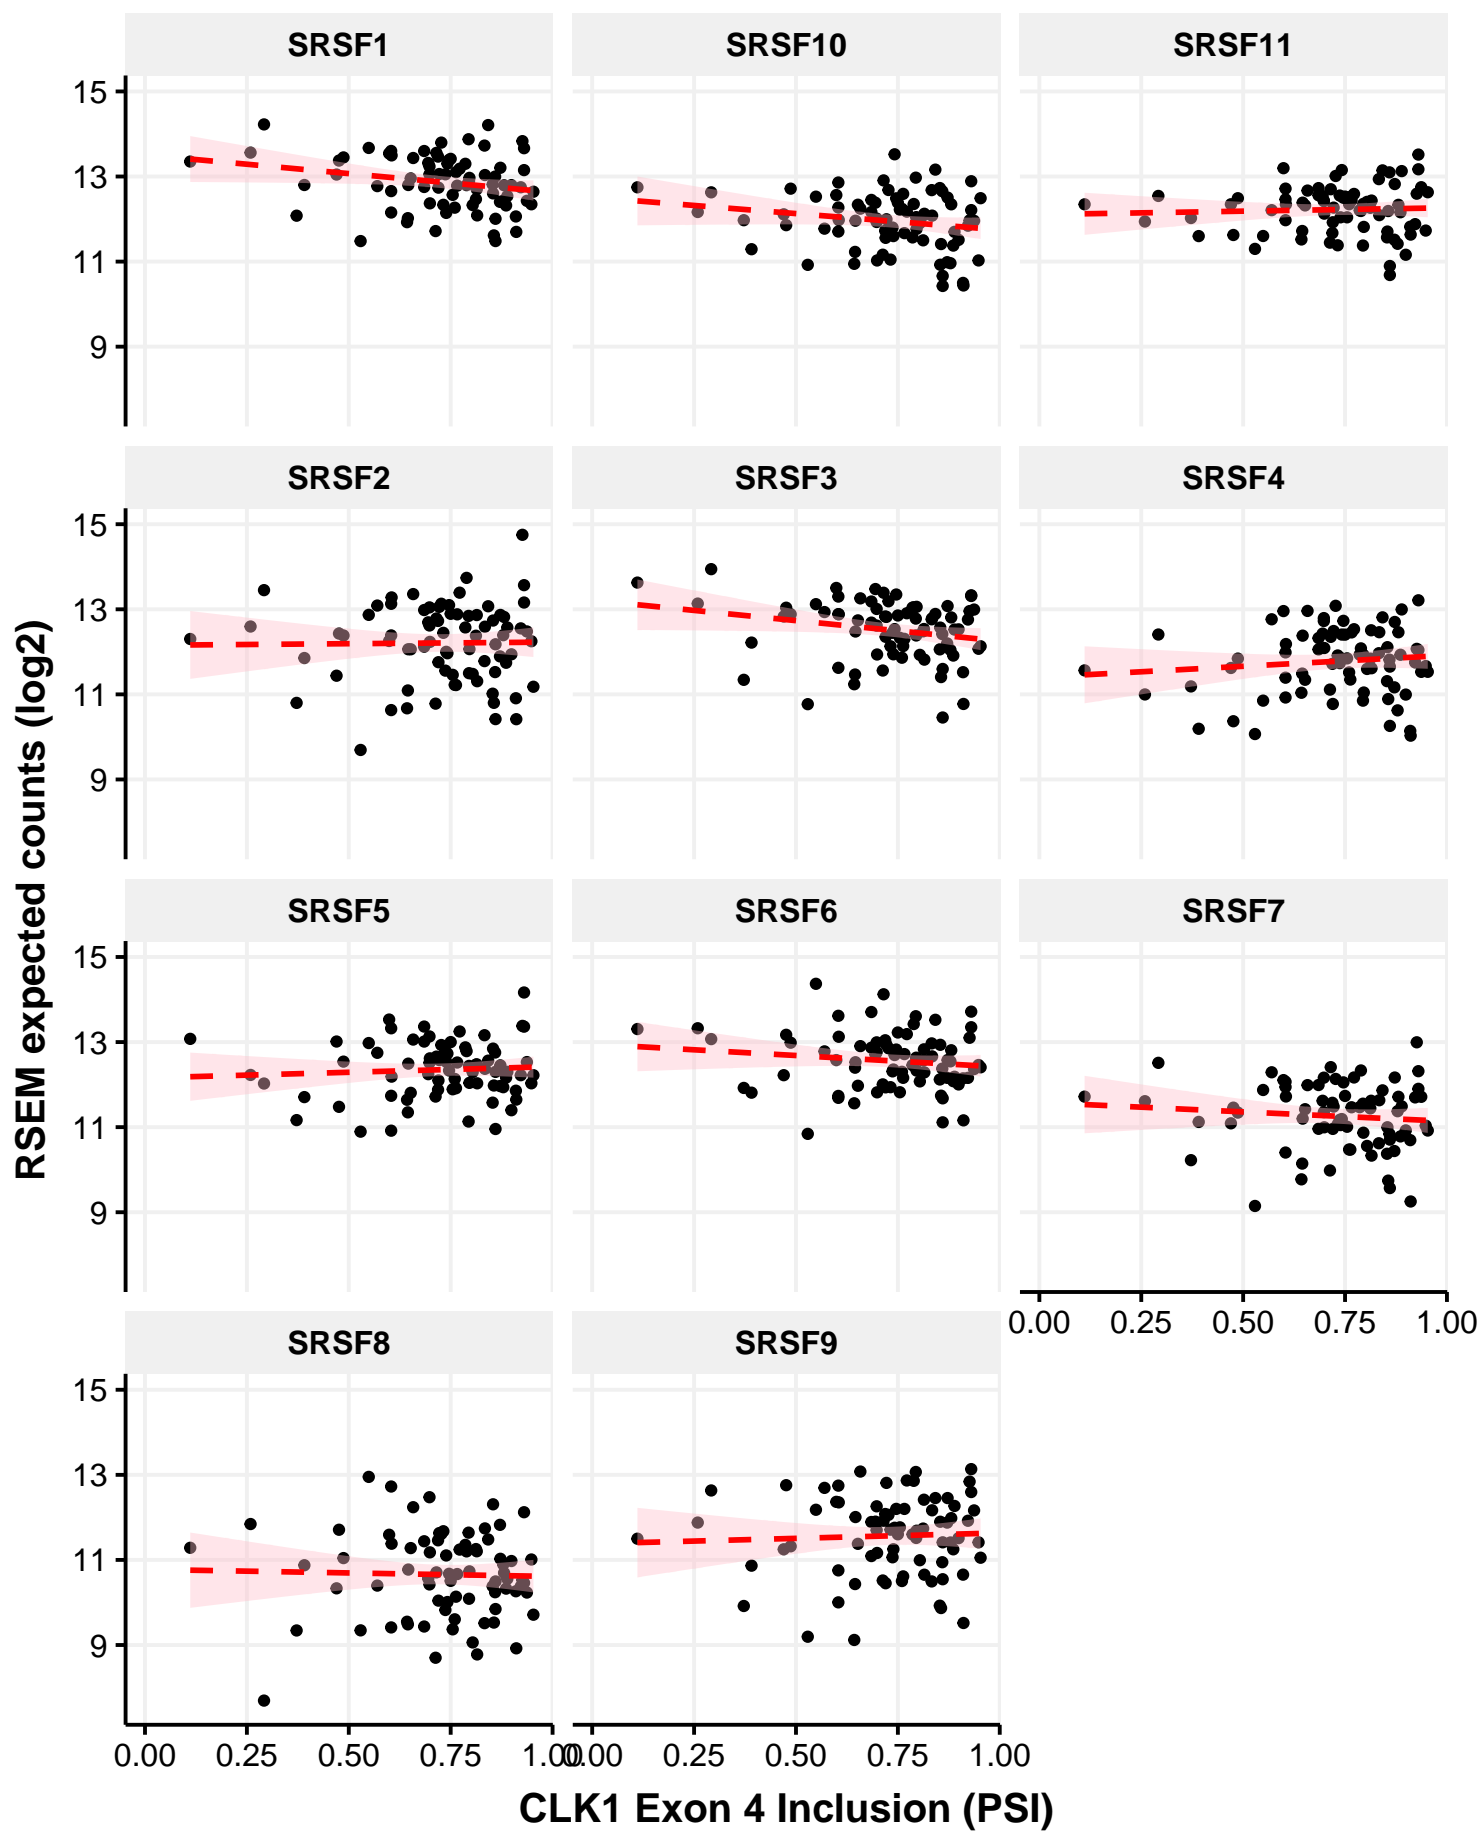 SRSF1 SRSF10 SRSF11
15
13
11
9
SRSF2 SRSF3 SRSF4
15
13
11
9
SRSF5 SRSF6 SRSF7
15
13
11
9
0.00 0.25 0.50 0.75 1.00
SRSF8 SRSF9
15
13
11
9
0.00 0.25 0.50 0.75 1.00 0.00 0.25 0.50 0.75 1.00
CLK1 Exon 4 Inclusion (PSI)
RSEM expected counts (log2)